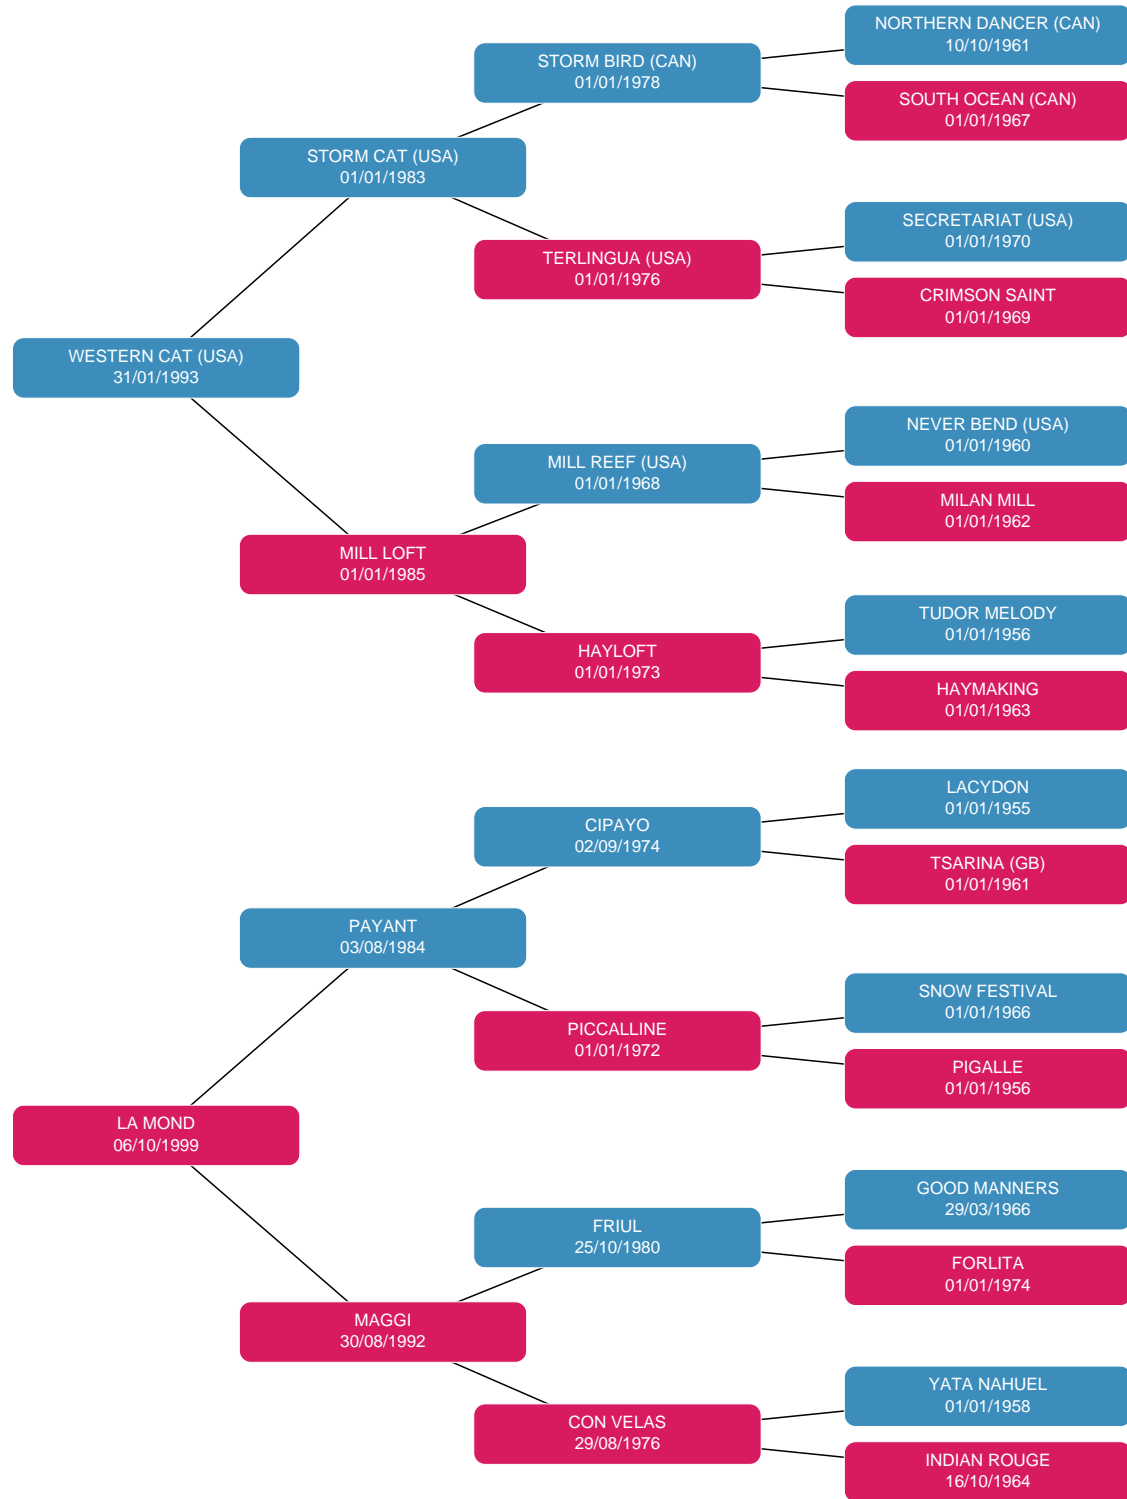 NORTHERN DANCER (CAN)
10/10/1961
STORM BIRD (CAN)
01/01/1978
SOUTH OCEAN (CAN)
01/01/1967
STORM CAT (USA)
01/01/1983
SECRETARIAT (USA)
01/01/1970
TERLINGUA (USA)
01/01/1976
CRIMSON SAINT
01/01/1969
WESTERN CAT (USA)
31/01/1993
NEVER BEND (USA)
01/01/1960
MILL REEF (USA)
01/01/1968
MILAN MILL
01/01/1962
MILL LOFT
01/01/1985
TUDOR MELODY
01/01/1956
HAYLOFT
01/01/1973
HAYMAKING
01/01/1963
LACYDON
01/01/1955
CIPAYO
02/09/1974
TSARINA (GB)
01/01/1961
PAYANT
03/08/1984
SNOW FESTIVAL
01/01/1966
PICCALLINE
01/01/1972
PIGALLE
01/01/1956
LA MOND
06/10/1999
GOOD MANNERS
29/03/1966
FRIUL
25/10/1980
FORLITA
01/01/1974
MAGGI
30/08/1992
YATA NAHUEL
01/01/1958
CON VELAS
29/08/1976
INDIAN ROUGE
16/10/1964